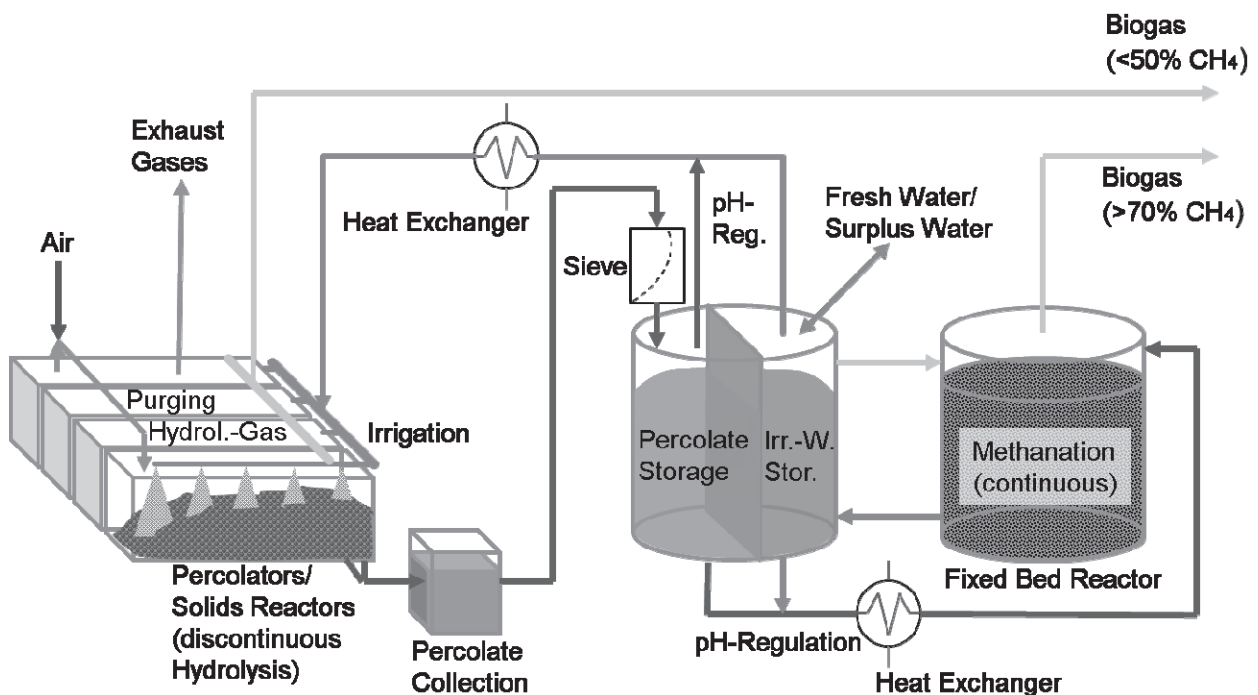 Biogas
(<50% CH4)
Exhaust
Gases
Biogas
(>70% CH4)
Heat Exchanger
pH-
Reg.
Fresh Water/
Surplus Water
Air
Sieve
Purging
Hydrol.-Gas
Irrigation
Percolate
Storage
Irr.-W.
Stor.
Methanation
(continuous)
Percolators/
Solids Reactors
(discontinuous
Hydrolysis)
Percolate
Collection
Fixed Bed Reactor
pH-Regulation
Heat Exchanger